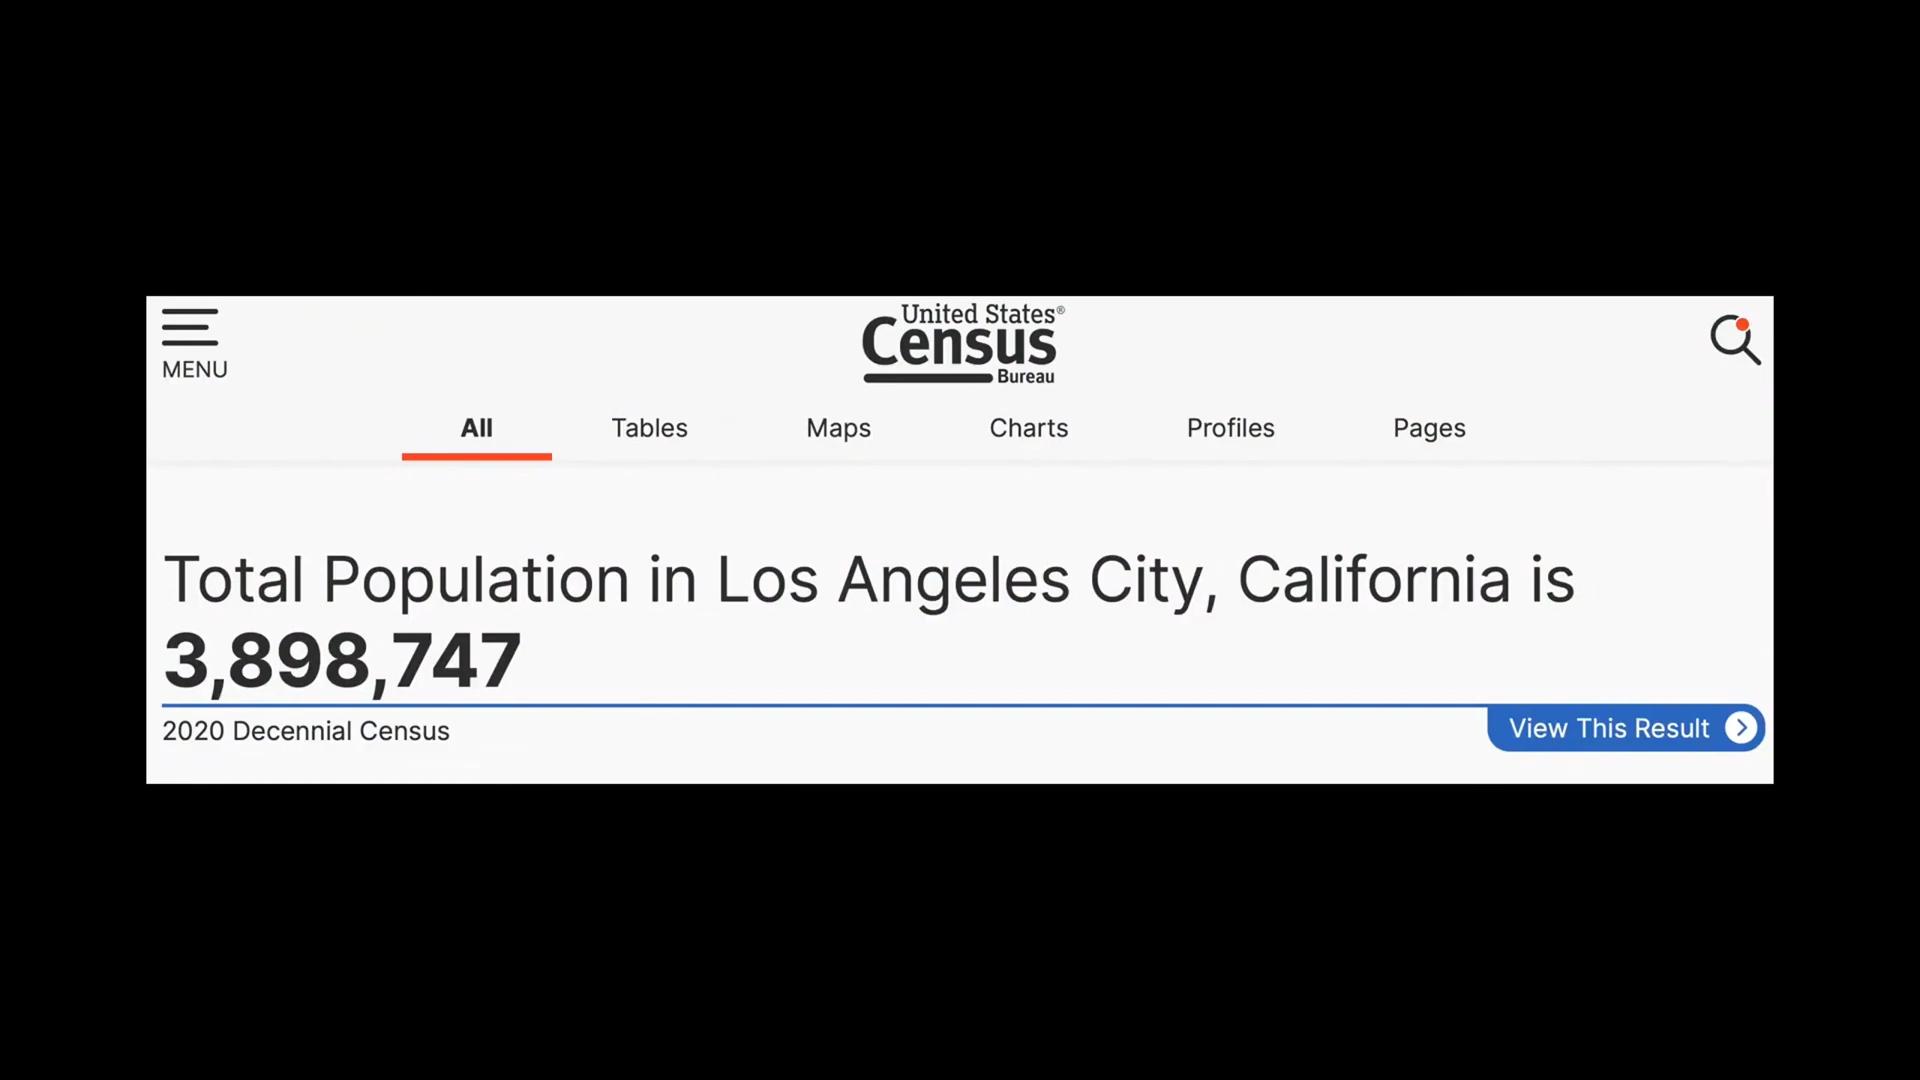 MENU
United States®
Census
Bureau
All Tables Maps Charts Profiles Pages
Total Population in Los Angeles City, California is
3,898,747
2020 Decennial Census
View This Result